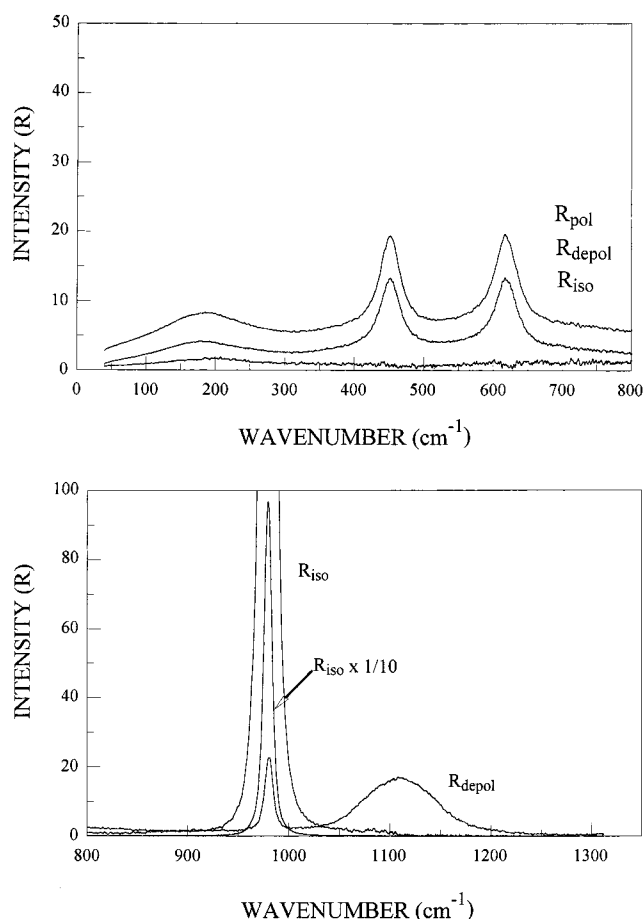 50
40
30
20
10
0
INTENSITY (R)
R_pol
R_depol
R_iso
0 100 200 300 400 500 600 700 800
WAVENUMBER (cm⁻¹)
100
80
60
40
20
0
INTENSITY (R)
R_iso
R_iso x 1/10
R_depol
800 900 1000 1100 1200 1300
WAVENUMBER (cm⁻¹)